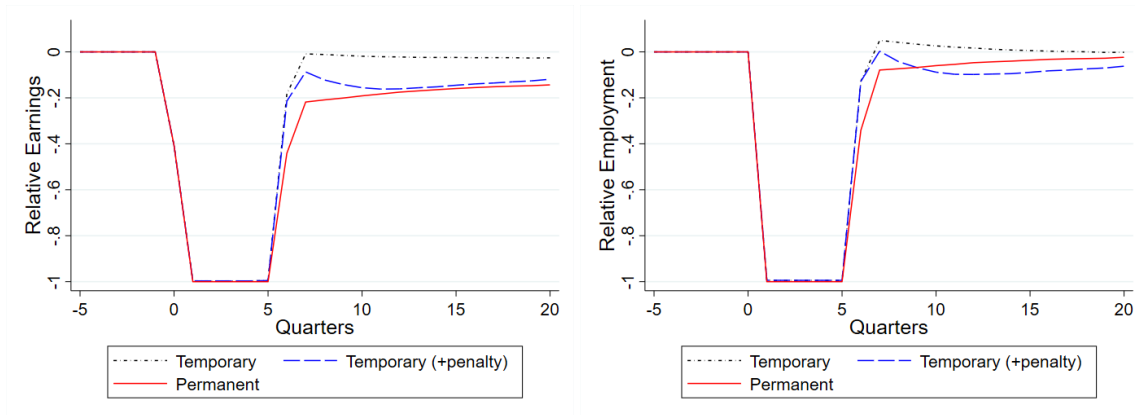 Relative Earnings
0
-.2
-.4
-.6
-.8
-1
-5 0 5 10 15 20
Quarters
Temporary Temporary (+penalty)
Permanent
Relative Employment
0
-.2
-.4
-.6
-.8
-1
-5 0 5 10 15 20
Quarters
Temporary Temporary (+penalty)
Permanent